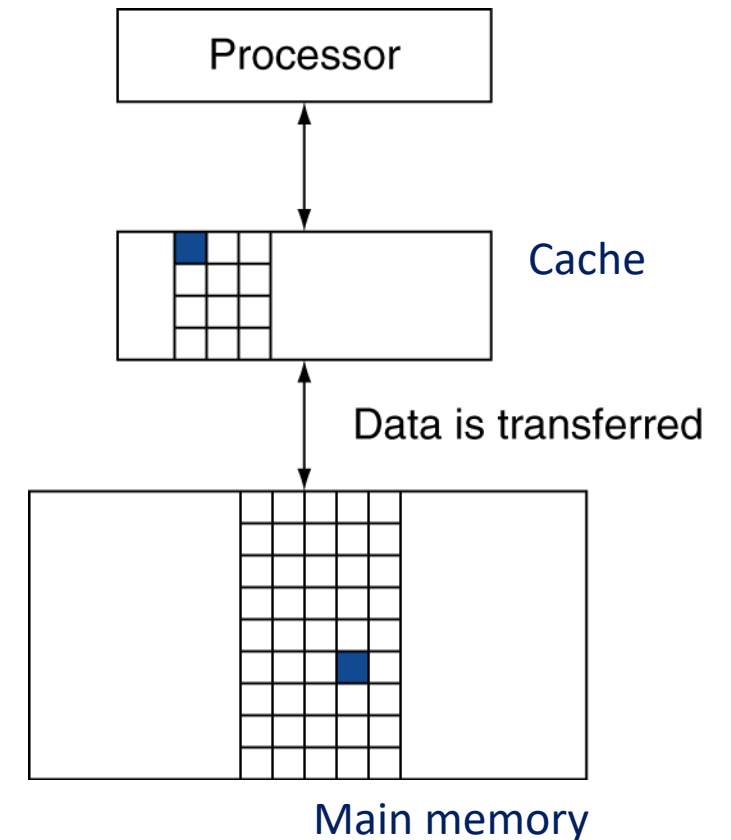 Processor
Cache
Data is transferred
Main memory